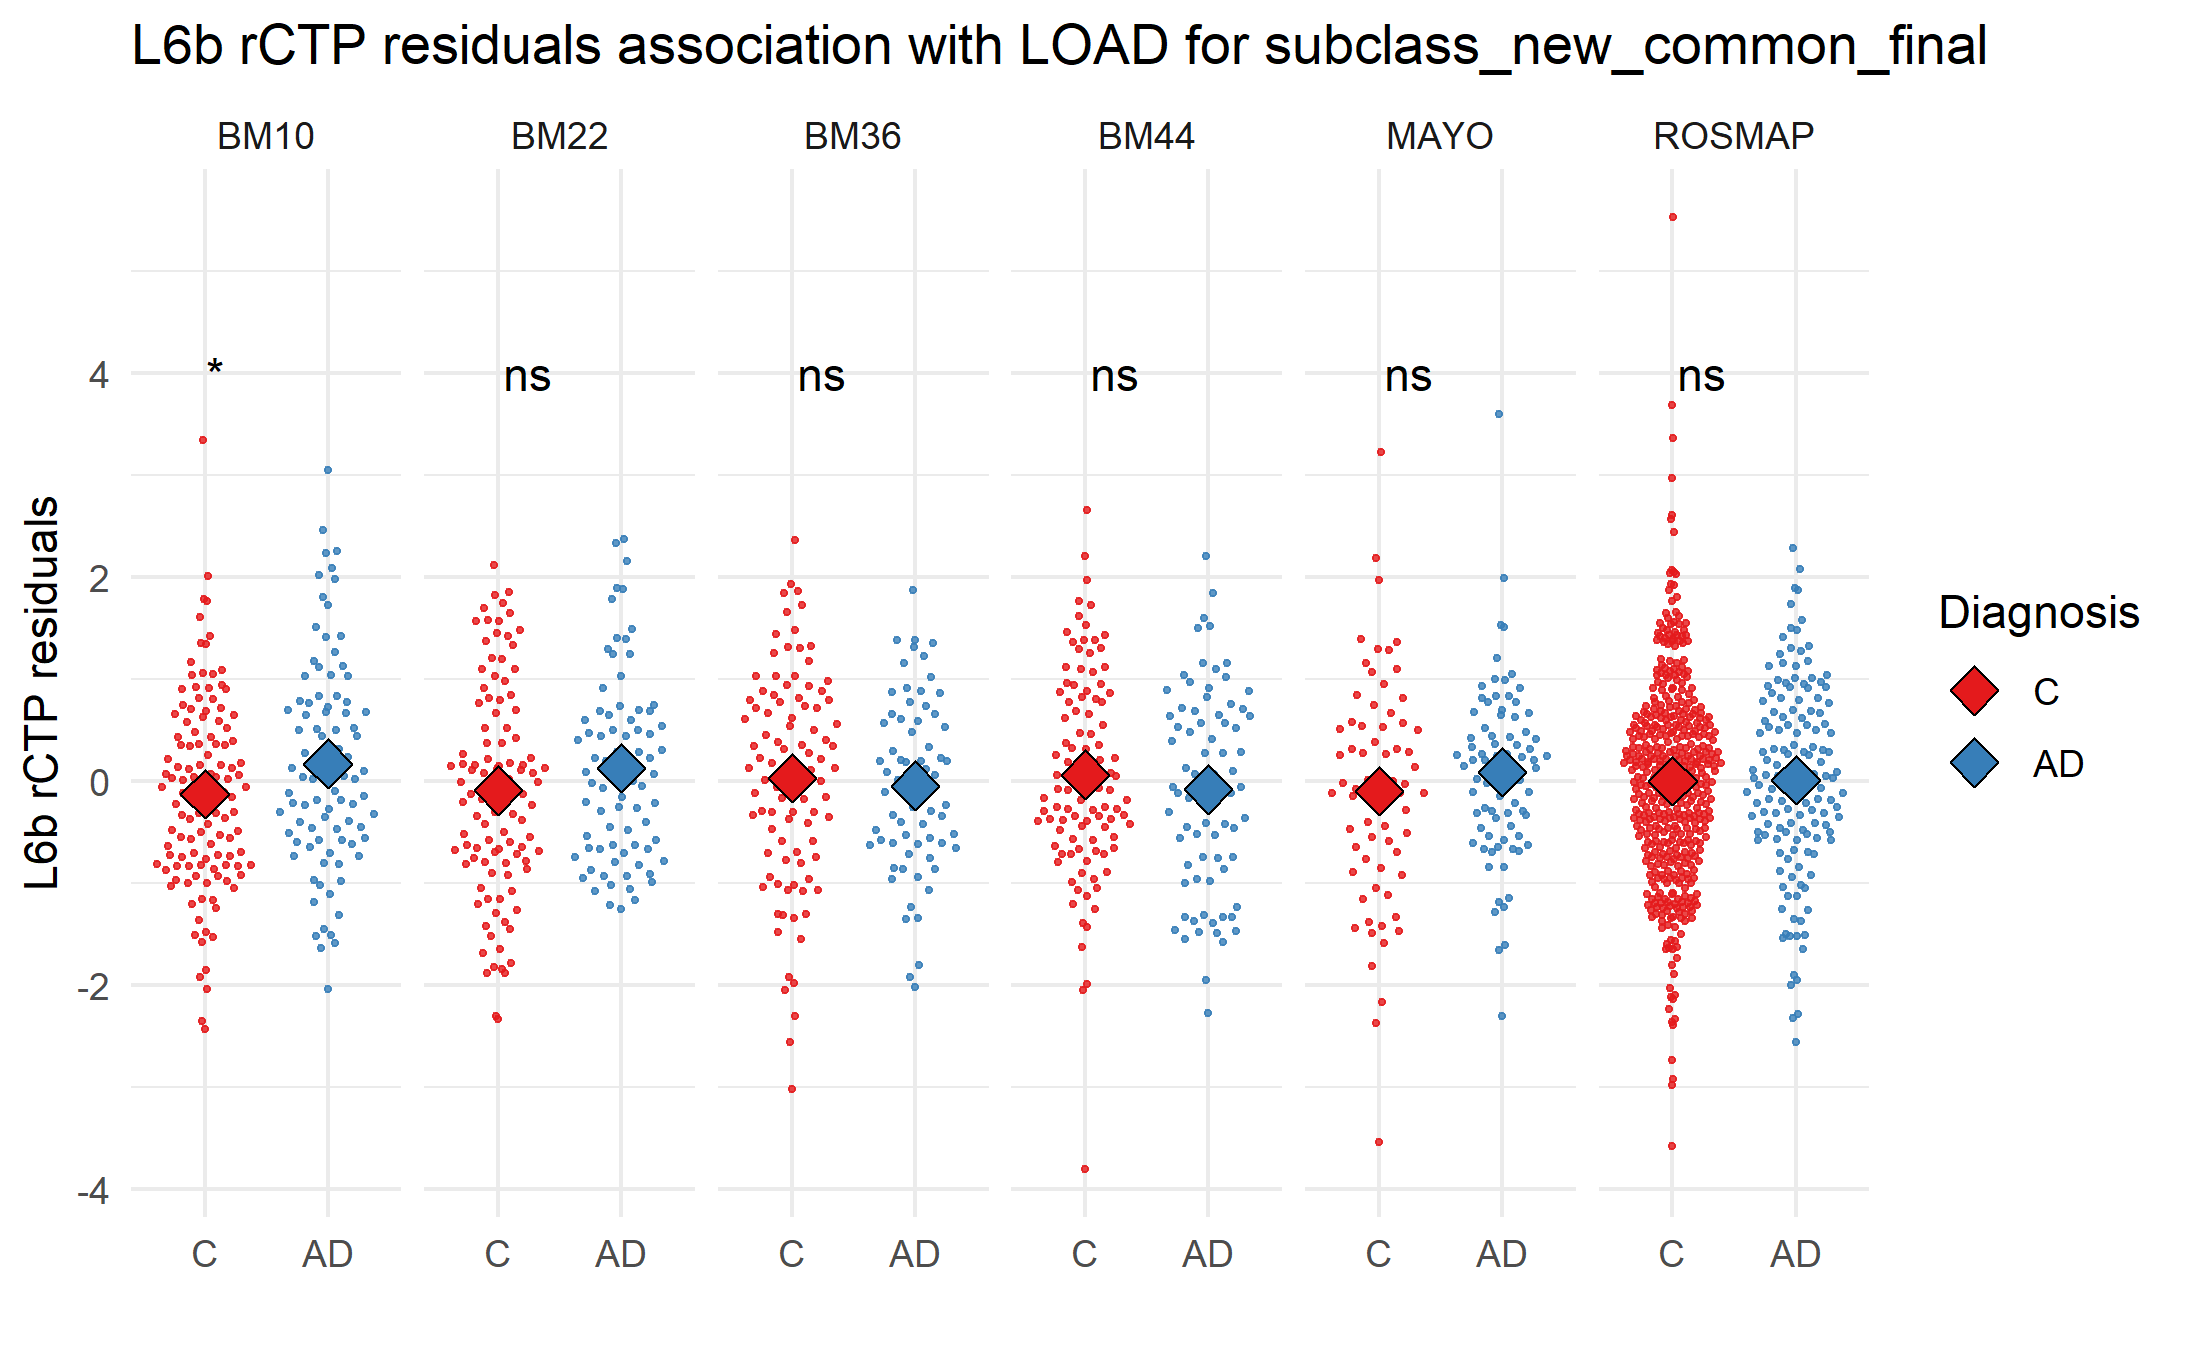 L6b rCTP residuals association with LOAD for subclass_new_common_final
BM10 BM22 BM36 BM44 MAYO ROSMAP
* ns ns ns ns ns
4
2
0
-2
-4
L6b rCTP residuals
C AD C AD C AD C AD C AD C AD
Diagnosis
C
AD